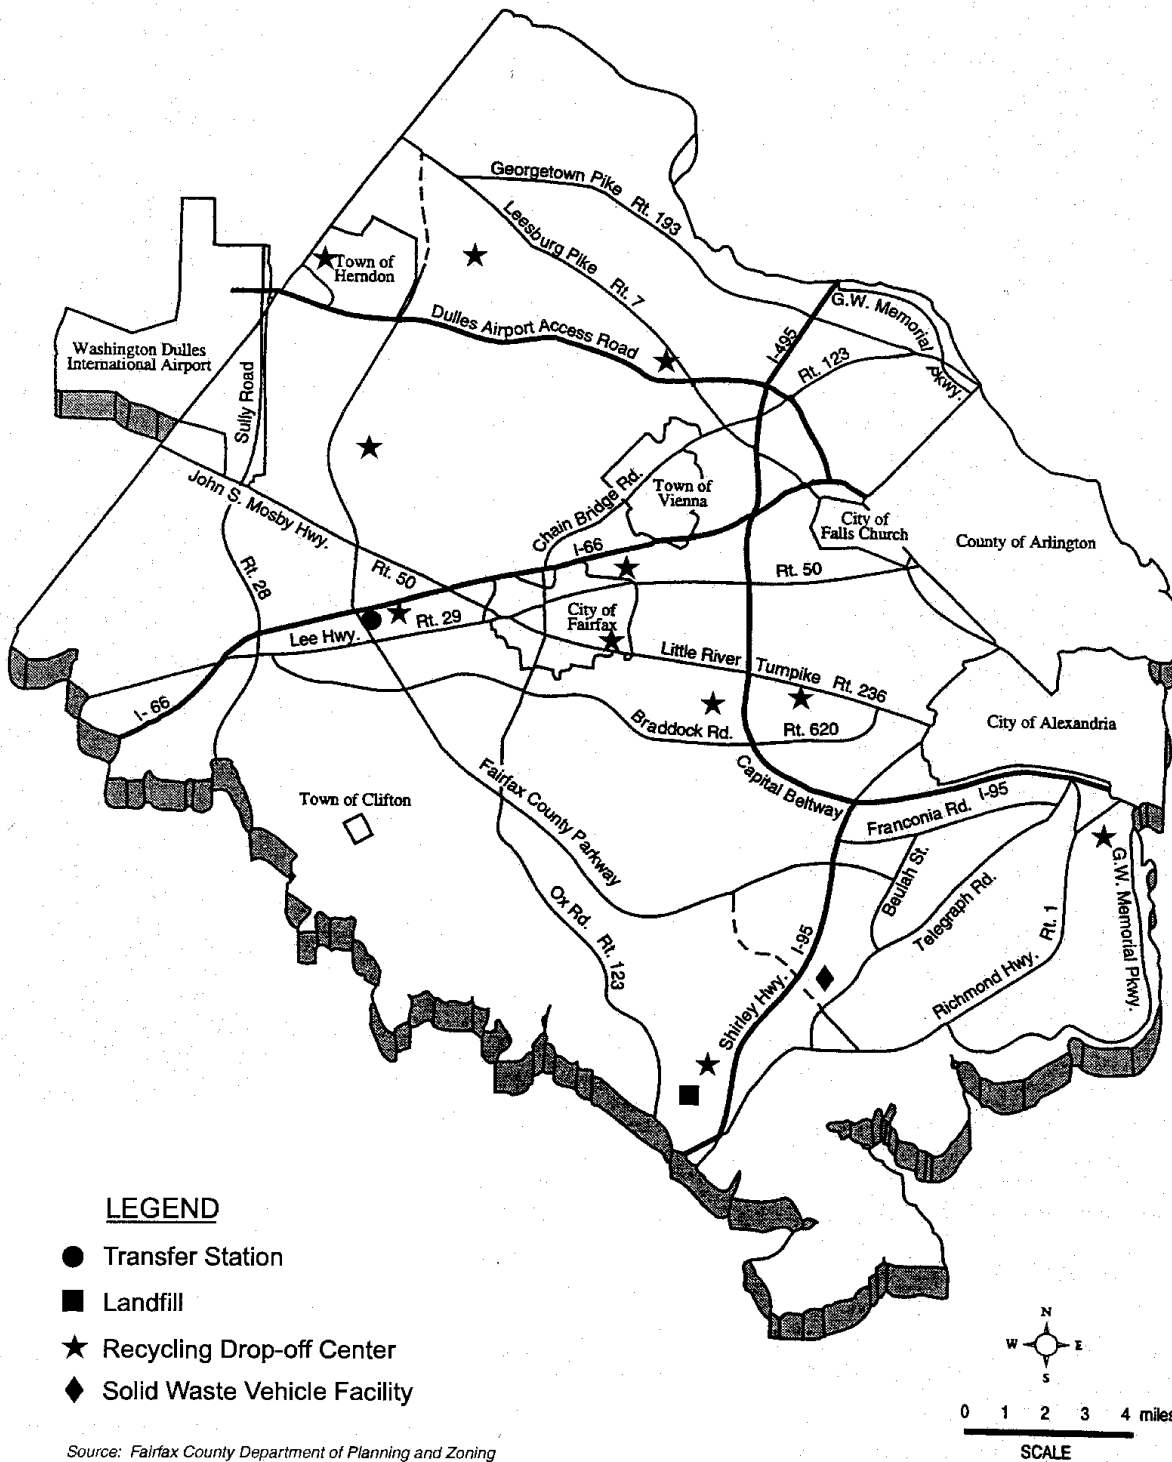 Georgetown Pike Rt. 193
Leesburg Pike Rt. 7
Town of
Herndon
G.W. Memorial Pkwy.
Dulles Airport Access Road
I-495
Rt. 123
Washington Dulles
International Airport
Sully Road
John S. Mosby Hwy.
Rt. 50
Chain Bridge Rd.
Town of
Vienna
City of
Falls Church
County of Arlington
I-66
Rt. 50
Rt. 28
City of
Fairfax
Lee Hwy.
Rt. 29
Little River Turnpike Rt. 236
I-66
Braddock Rd.
Rt. 620
City of Alexandria
Capital Beltway
Town of Clifton
Fairfax County Parkway
Franconia Rd.
I-95
Beulah St.
Telegraph Rd.
G.W. Memorial Pkwy.
Ox Rd. Rt. 123
I-95
Shirley Hwy.
Richmond Hwy.
Rt. 1
LEGEND
Transfer Station
Landfill
Recycling Drop-off Center
Solid Waste Vehicle Facility
N
W E
S
0 1 2 3 4 miles
SCALE
Source: Fairfax County Department of Planning and Zoning